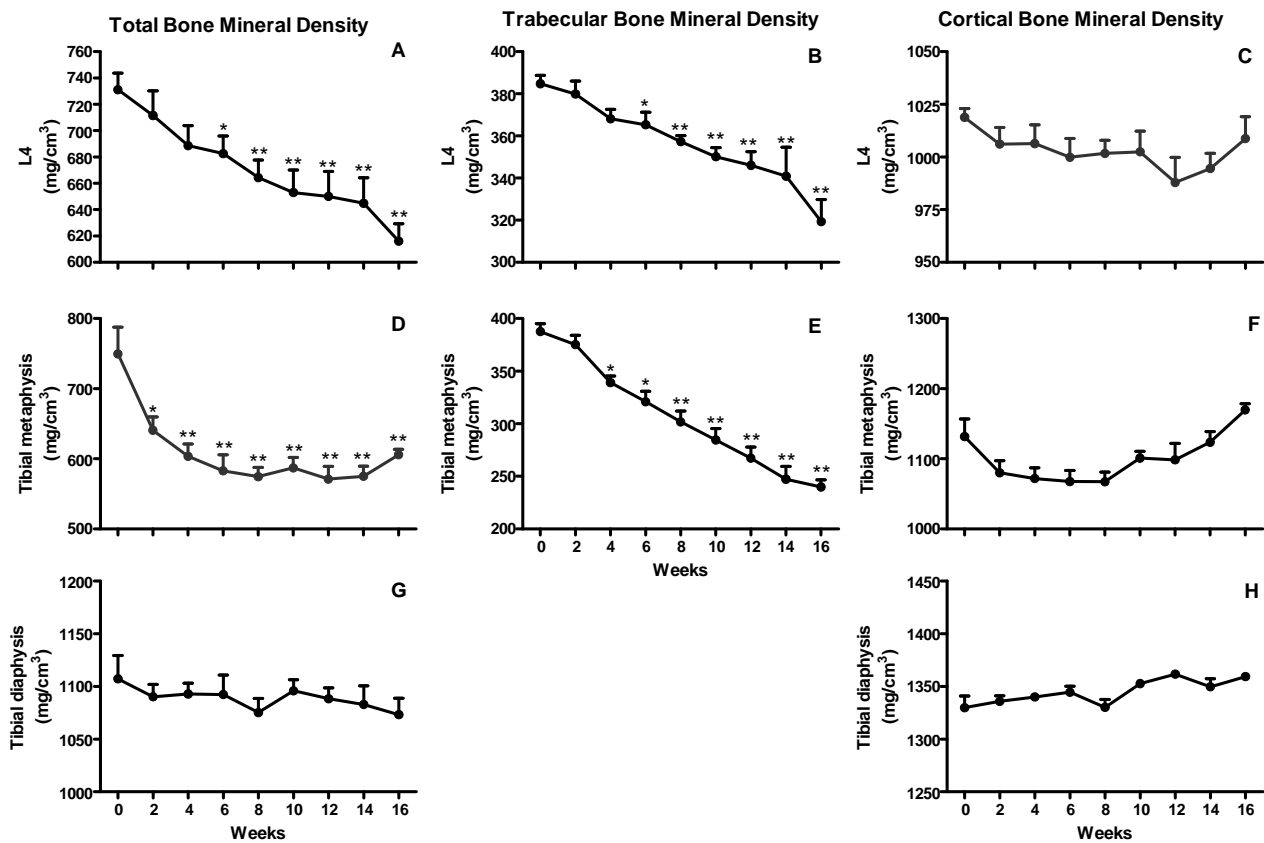 Total Bone Mineral Density
Trabecular Bone Mineral Density
Cortical Bone Mineral Density
A
760
740
720
700
680
660
640
620
600
L4
(mg/cm³)
*
**
**
**
**
**
B
400
380
360
340
320
300
L4
(mg/cm³)
*
**
**
**
**
**
C
1050
1025
1000
975
950
L4
(mg/cm³)
D
800
700
600
500
Tibial metaphysis
(mg/cm³)
*
**
**
**
**
**
**
**
E
400
350
300
250
200
Tibial metaphysis
(mg/cm³)
*
*
**
**
**
**
**
0 2 4 6 8 10 12 14 16
Weeks
F
1300
1200
1100
1000
Tibial metaphysis
(mg/cm³)
G
1200
1150
1100
1050
1000
Tibial diaphysis
(mg/cm³)
0 2 4 6 8 10 12 14 16
Weeks
H
1450
1400
1350
1300
1250
Tibial diaphysis
(mg/cm³)
0 2 4 6 8 10 12 14 16
Weeks